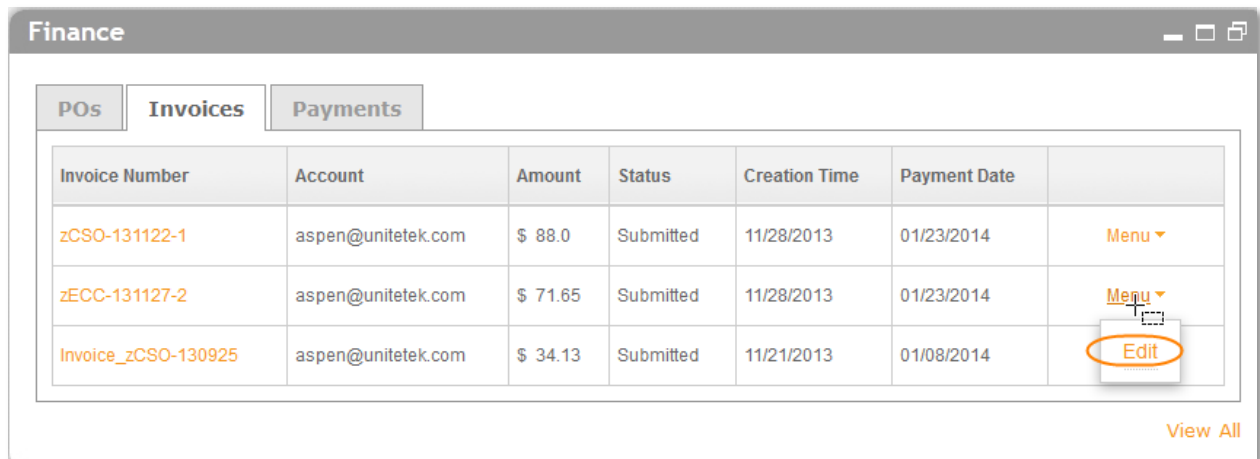 Finance
POs Invoices Payments
Invoice Number Account Amount Status Creation Time Payment Date
zCSO-131122-1 aspen@unitetek.com $ 88.0 Submitted 11/28/2013 01/23/2014 Menu
zECC-131127-2 aspen@unitetek.com $ 71.65 Submitted 11/28/2013 01/23/2014 Menu
Invoice_zCSO-130925 aspen@unitetek.com $ 34.13 Submitted 11/21/2013 01/08/2014 Edit
View All